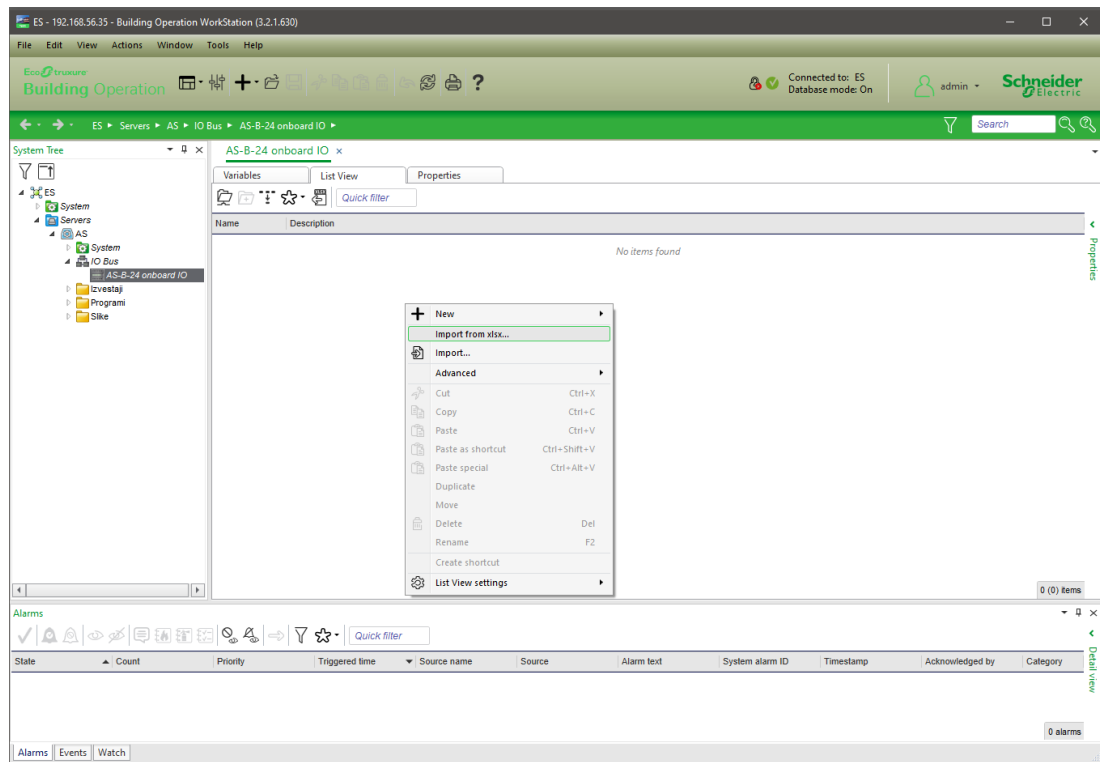 ES - 192.168.56.35 - Building Operation WorkStation (3.2.1.630)
File Edit View Actions Window Tools Help
EcoStruxure
Building Operation
Connected to: ES
Database mode: On
admin
Schneider
Electric
ES ▸ Servers ▸ AS ▸ IO Bus ▸ AS-B-24 onboard IO ▸
Search
System Tree
ES
System
Servers
AS
System
IO Bus
AS-B-24 onboard IO
Izvestaji
Programi
Slike
AS-B-24 onboard IO ×
Variables List View Properties
Quick filter
Name Description
No items found
Properties
New
Import from xlsx...
Import...
Advanced
Cut Ctrl+X
Copy Ctrl+C
Paste Ctrl+V
Paste as shortcut Ctrl+Shift+V
Paste special Ctrl+Alt+V
Duplicate
Move
Delete Del
Rename F2
Create shortcut
List View settings
0 (0) items
Alarms
Quick filter
State Count Priority Triggered time Source name Source Alarm text System alarm ID Timestamp Acknowledged by Category
Detail view
0 alarms
Alarms Events Watch